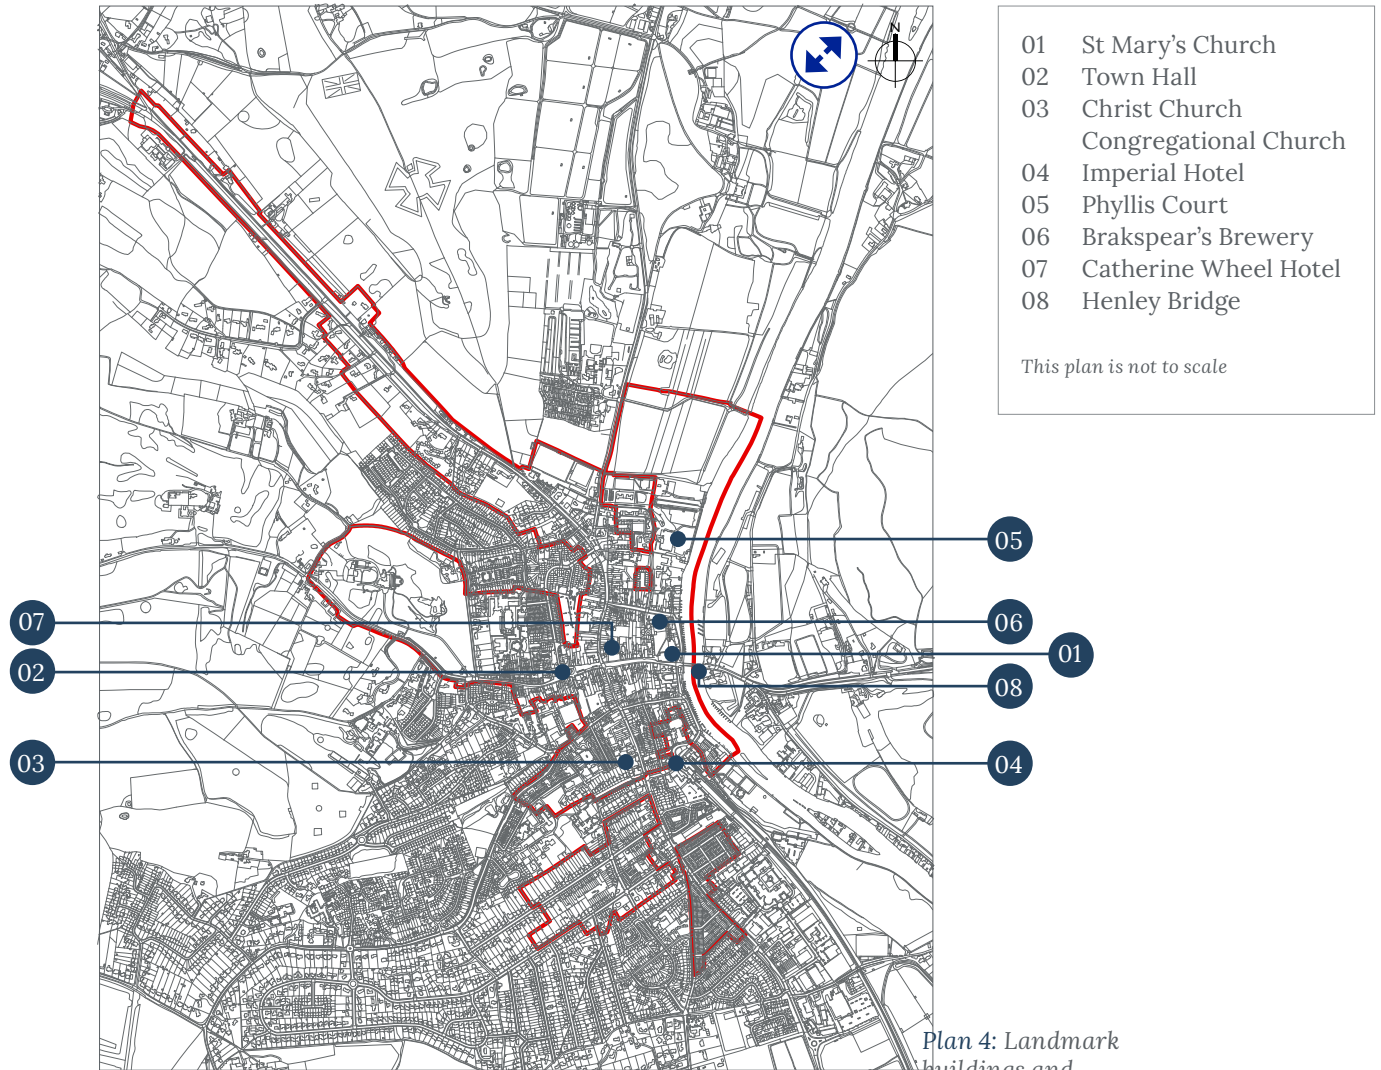 N
01 St Mary’s Church
02 Town Hall
03 Christ Church
Congregational Church
04 Imperial Hotel
05 Phyllis Court
06 Brakspear’s Brewery
07 Catherine Wheel Hotel
08 Henley Bridge
This plan is not to scale
05
07
06
01
02
08
03
04
Plan 4: Landmark
buildings and